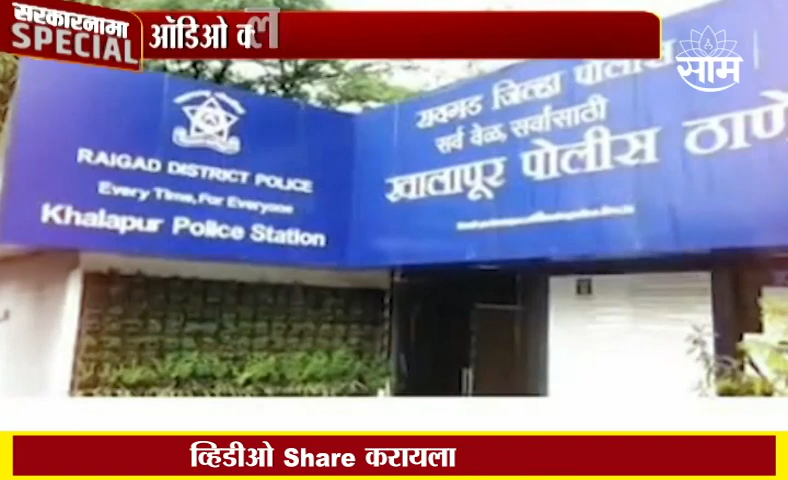 सरकारनामा
SPECIAL
ऑडिओ क्ल
साम
RAIGAD DISTRICT POLICE
Every Time, For Everyone
Khalapur Police Station
रायगड जिल्हा पोलीस
सर्व वेळ, सर्वांसाठी
खालापूर पोलीस ठाणे
व्हिडीओ Share करायला